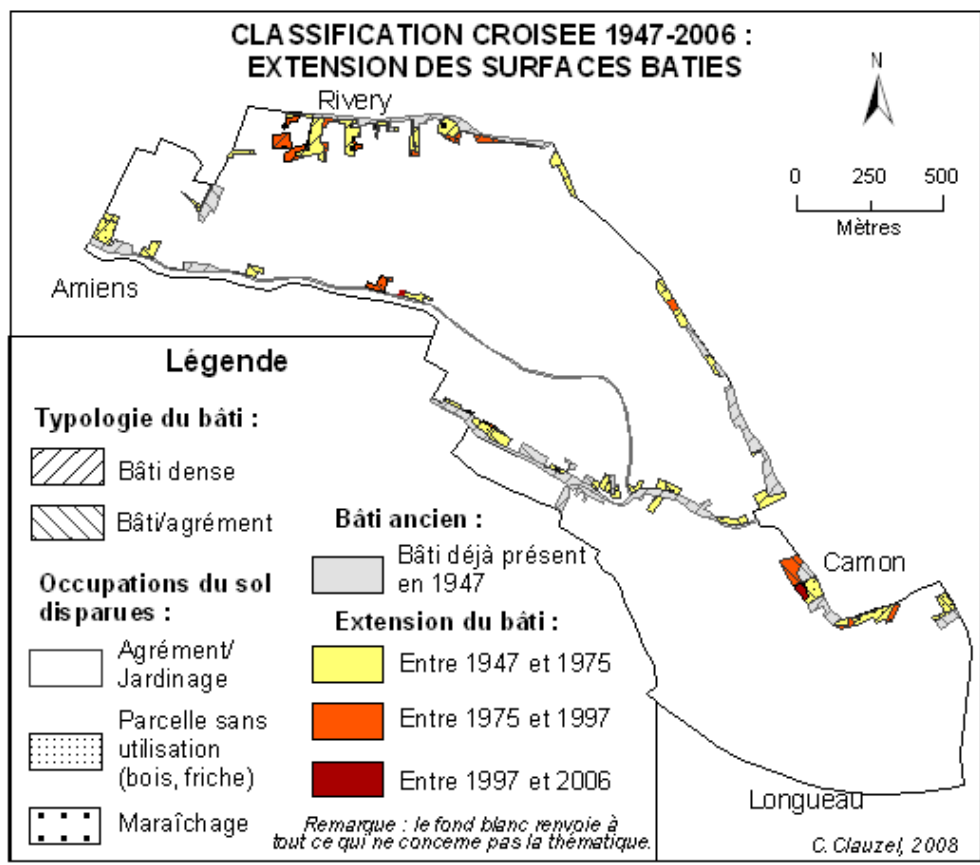 CLASSIFICATION CROISEE 1947-2006 :
EXTENSION DES SURFACES BATIES
N
Rivery
0 250 500
Mètres
Amiens
Camon
Longueau
Légende
Typologie du bâti :
Bâti dense
Bâti/agrément
Occupations du sol
disparues :
Agrément/
Jardinage
Parcelle sans
utilisation
(bois, friche)
Maraîchage
Bâti ancien :
Bâti déjà présent
en 1947
Extension du bâti :
Entre 1947 et 1975
Entre 1975 et 1997
Entre 1997 et 2006
Remarque : le fond blanc renvoie à
tout ce qui ne concerne pas la thématique.
C. Clauzel, 2008